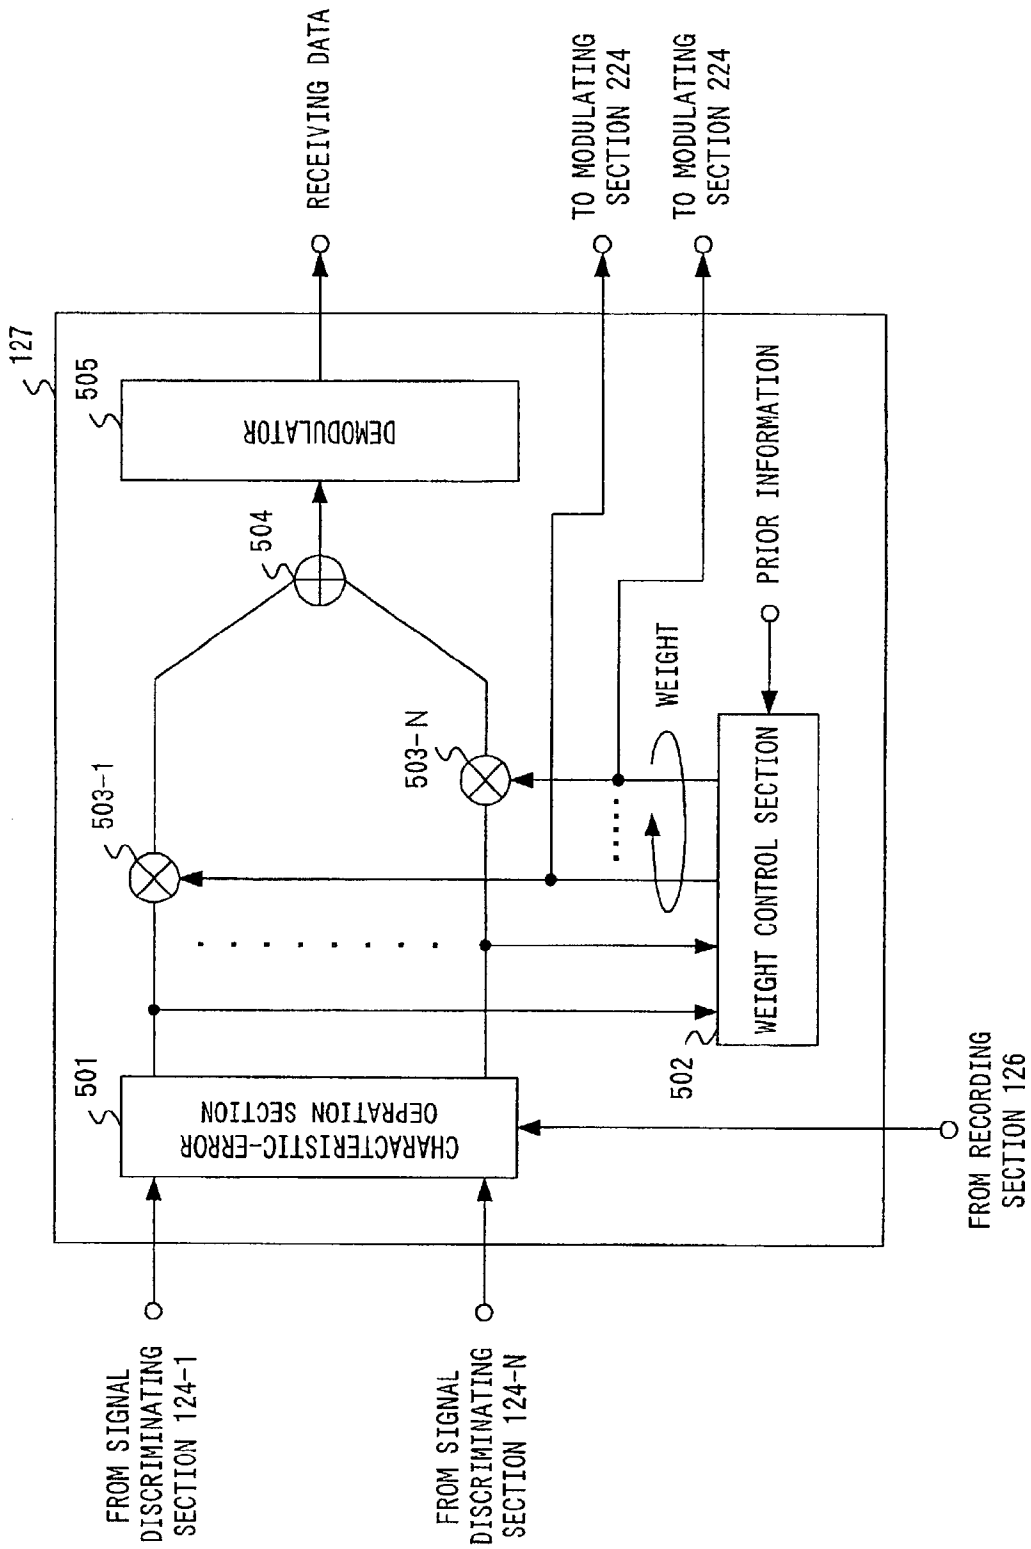 127
FROM SIGNAL
DISCRIMINATING
SECTION 124-1
FROM SIGNAL
DISCRIMINATING
SECTION 124-N
501
CHARACTERISTIC-ERROR
OEPRATION SECTION
FROM RECORDING
SECTION 126
503-1
503-N
504
505
DEMODULATOR
RECEIVING DATA
TO MODULATING
SECTION 224
TO MODULATING
SECTION 224
WEIGHT
502
WEIGHT CONTROL SECTION
PRIOR INFORMATION